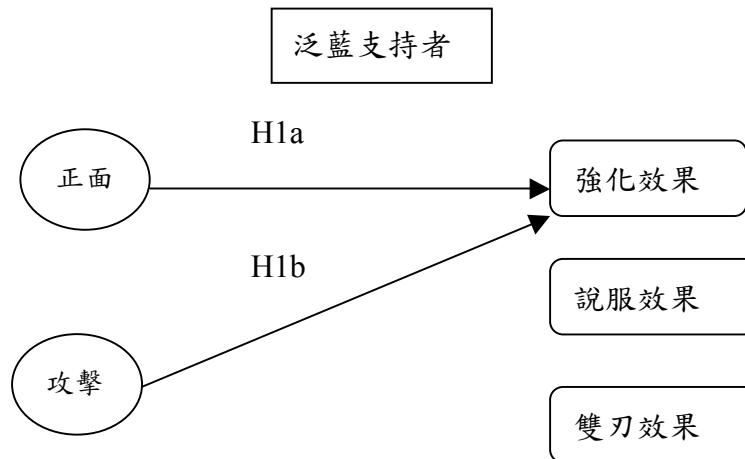 泛藍支持者
H1a
正面
強化效果
H1b
說服效果
攻擊
雙刃效果